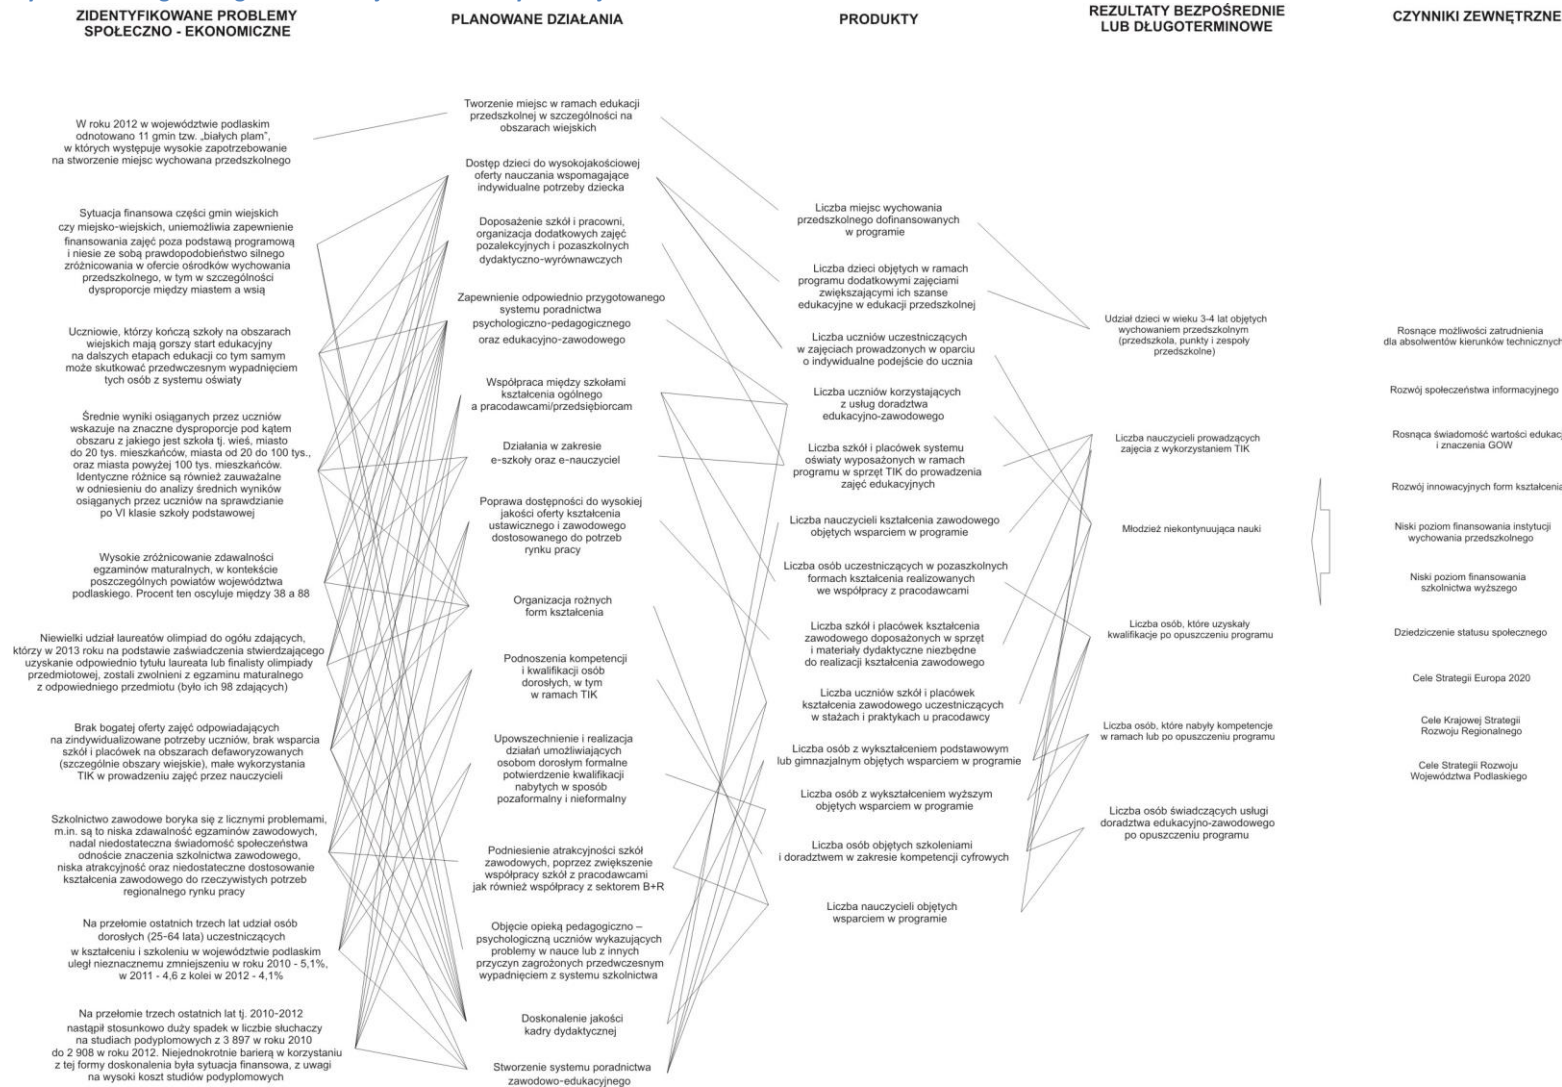 ZIDENTYFIKOWANE PROBLEMY
SPOŁECZNO - EKONOMICZNE
W roku 2012 w województwie podlaskim
odnotowano 11 gmin tzw. „białych plam”,
w których występuje wysokie zapotrzebowanie
na stworzenie miejsc wychowana przedszkolnego
Sytuacja finansowa części gmin wiejskich
czy miejsko-wiejskich, uniemożliwia zapewnienie
finansowania zajęć poza podstawą programową
i niesie ze sobą prawdopodobieństwo silnego
zróżnicowania w ofercie ośrodków wychowania
przedszkolnego, w tym w szczególności
dysproporcje między miastem a wsią
Uczniowie, którzy kończą szkoły na obszarach
wiejskich mają gorszy start edukacyjny
na dalszych etapach edukacji co tym samym
może skutkować przedwczesnym wypadnięciem
tych osób z systemu oświaty
Średnie wyniki osiąganych przez uczniów
wskazuje na znaczne dysproporcje pod kątem
obszaru z jakiego jest szkoła tj. wieś, miasto
do 20 tys. mieszkańców, miasta od 20 do 100 tys.,
oraz miasta powyżej 100 tys. mieszkańców.
Identyczne różnice są również zauważalne
w odniesieniu do analizy średnich wyników
osiąganych przez uczniów na sprawdzianie
po VI klasie szkoły podstawowej
Wysokie zróżnicowanie zdawalności
egzaminów maturalnych, w kontekście
poszczególnych powiatów województwa
podlaskiego. Procent ten oscyluje między 38 a 88
Niewielki udział laureatów olimpiad do ogółu zdających,
którzy w 2013 roku na podstawie zaświadczenia stwierdzającego
uzyskanie odpowiednio tytułu laureata lub finalisty olimpiady
przedmiotowej, zostali zwolnieni z egzaminu maturalnego
z odpowiedniego przedmiotu (było ich 98 zdających)
Brak bogatej oferty zajęć odpowiadających
na zindywidualizowane potrzeby uczniów, brak wsparcia
szkół i placówek na obszarach defaworyzowanych
(szczególnie obszary wiejskie), małe wykorzystania
TIK w prowadzeniu zajęć przez nauczycieli
Szkolnictwo zawodowe boryka się z licznymi problemami,
m.in. są to niska zdawalność egzaminów zawodowych,
nadal niedostateczna świadomość społeczeństwa
odnoście znaczenia szkolnictwa zawodowego,
niska atrakcyjność oraz niedostateczne dostosowanie
kształcenia zawodowego do rzeczywistych potrzeb
regionalnego rynku pracy
Na przełomie ostatnich trzech lat udział osób
dorosłych (25-64 lata) uczestniczących
w kształceniu i szkoleniu w województwie podlaskim
uległ nieznacznemu zmniejszeniu w roku 2010 - 5,1%,
w 2011 - 4,6 z kolei w 2012 - 4,1%
Na przełomie trzech ostatnich lat tj. 2010-2012
nastąpił stosunkowo duży spadek w liczbie słuchaczy
na studiach podyplomowych z 3 897 w roku 2010
do 2 908 w roku 2012. Niejednokrotnie barierą w korzystaniu
z tej formy doskonalenia była sytuacja finansowa, z uwagi
na wysoki koszt studiów podyplomowych
PLANOWANE DZIAŁANIA
Tworzenie miejsc w ramach edukacji
przedszkolnej w szczególności na
obszarach wiejskich
Dostęp dzieci do wysokojakościowej
oferty nauczania wspomagające
indywidualne potrzeby dziecka
Doposażenie szkół i pracowni,
organizacja dodatkowych zajęć
pozalekcyjnych i pozaszkolnych
dydaktyczno-wyrównawczych
Zapewnienie odpowiednio przygotowanego
systemu poradnictwa
psychologiczno-pedagogicznego
oraz edukacyjno-zawodowego
Współpraca między szkołami
kształcenia ogólnego
a pracodawcami/przedsiębiorcam
Działania w zakresie
e-szkoły oraz e-nauczyciel
Poprawa dostępności do wysokiej
jakości oferty kształcenia
ustawicznego i zawodowego
dostosowanego do potrzeb
rynku pracy
Organizacja rożnych
form kształcenia
Podnoszenia kompetencji
i kwalifikacji osób
dorosłych, w tym
w ramach TIK
Upowszechnienie i realizacja
działań umożliwiających
osobom dorosłym formalne
potwierdzenie kwalifikacji
nabytych w sposób
pozaformalny i nieformalny
Podniesienie atrakcyjności szkół
zawodowych, poprzez zwiększenie
współpracy szkół z pracodawcami
jak również współpracy z sektorem B+R
Objęcie opieką pedagogiczno –
psychologiczną uczniów wykazujących
problemy w nauce lub z innych
przyczyn zagrożonych przedwczesnym
wypadnięciem z systemu szkolnictwa
Doskonalenie jakości
kadry dydaktycznej
Stworzenie systemu poradnictwa
zawodowo-edukacyjnego
PRODUKTY
Liczba miejsc wychowania
przedszkolnego dofinansowanych
w programie
Liczba dzieci objętych w ramach
programu dodatkowymi zajęciami
zwiększającymi ich szanse
edukacyjne w edukacji przedszkolnej
Liczba uczniów uczestniczących
w zajęciach prowadzonych w oparciu
o indywidualne podejście do ucznia
Liczba uczniów korzystających
z usług doradztwa
edukacyjno-zawodowego
Liczba szkół i placówek systemu
oświaty wyposażonych w ramach
programu w sprzęt TIK do prowadzenia
zajęć edukacyjnych
Liczba nauczycieli kształcenia zawodowego
objętych wsparciem w programie
Liczba osób uczestniczących w pozaszkolnych
formach kształcenia realizowanych
we współpracy z pracodawcami
Liczba szkół i placówek kształcenia
zawodowego doposażonych w sprzęt
i materiały dydaktyczne niezbędne
do realizacji kształcenia zawodowego
Liczba uczniów szkół i placówek
kształcenia zawodowego uczestniczących
w stażach i praktykach u pracodawcy
Liczba osób z wykształceniem podstawowym
lub gimnazjalnym objętych wsparciem w programie
Liczba osób z wykształceniem wyższym
objętych wsparciem w programie
Liczba osób objętych szkoleniami
i doradztwem w zakresie kompetencji cyfrowych
Liczba nauczycieli objętych
wsparciem w programie
REZULTATY BEZPOŚREDNIE
LUB DŁUGOTERMINOWE
Udział dzieci w wieku 3-4 lat objętych
wychowaniem przedszkolnym
(przedszkola, punkty i zespoły
przedszkolne)
Liczba nauczycieli prowadzących
zajęcia z wykorzystaniem TIK
Młodzież niekontynuująca nauki
Liczba osób, które uzyskały
kwalifikacje po opuszczeniu programu
Liczba osób, które nabyły kompetencje
w ramach lub po opuszczeniu programu
Liczba osób świadczących usługi
doradztwa edukacyjno-zawodowego
po opuszczeniu programu
CZYNNIKI ZEWNĘTRZNE
Rosnące możliwości zatrudnienia
dla absolwentów kierunków technicznych
Rozwój społeczeństwa informacyjnego
Rosnąca świadomość wartości edukac
i znaczenia GOW
Rozwój innowacyjnych form kształcenia
Niski poziom finansowania instytucji
wychowania przedszkolnego
Niski poziom finansowania
szkolnictwa wyższego
Dziedziczenie statusu społecznego
Cele Strategii Europa 2020
Cele Krajowej Strategii
Rozwoju Regionalnego
Cele Strategii Rozwoju
Województwa Podlaskiego